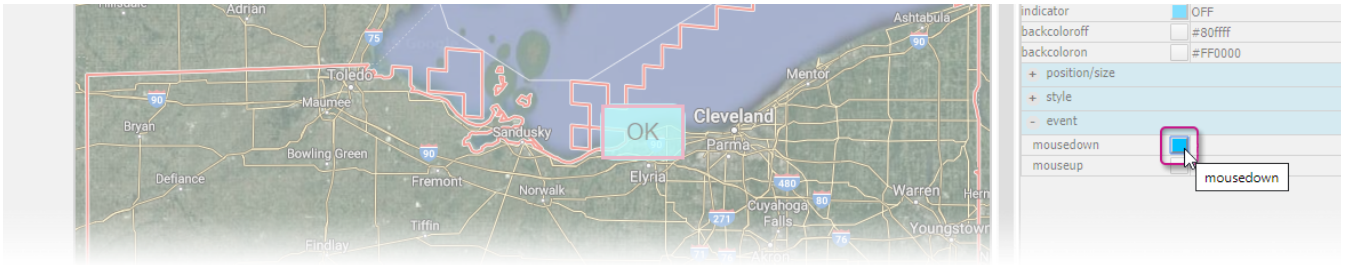 Adrian
Ashtabula
75
90
Toledo
Mentor
90
Maumee
Cleveland
Bryan
Sandusky
OK
Parma
Bowling Green
90
Defiance
Fremont
Elyria
480
Norwalk
Warren
Cuyahoga
Falls
80
Tiffin
271
Youngstown
76
Findlay
71
Akron
indicator OFF
backcoloroff #80ffff
backcoloron #FF0000
+ position/size
+ style
- event
mousedown
mouseup
mousedown